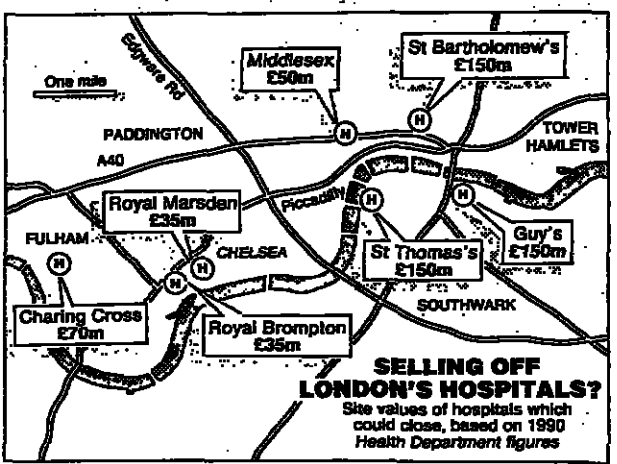 Edgware Rd
Middlesex
£50m
St Bartholomew's
£150m
One mile
PADDINGTON
TOWER
HAMLETS
A40
Piccadilly
Royal Marsden
£35m
FULHAM
CHELSEA
Guy's
£150m
St Thomas's
£150m
SOUTHWARK
Charing Cross
£70m
Royal Brompton
£35m
SELLING OFF
LONDON'S HOSPITALS?
Site values of hospitals which
could close, based on 1990
Health Department figures
H
H
H
H
H
H
H